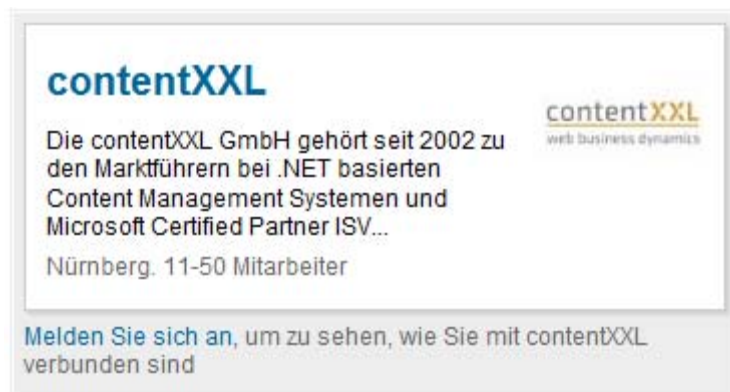 contentXXL
Die contentXXL GmbH gehört seit 2002 zu
den Marktführern bei .NET basierten
Content Management Systemen und
Microsoft Certified Partner ISV...
Nürnberg. 11-50 Mitarbeiter
contentXXL
web business dynamics
Melden Sie sich an, um zu sehen, wie Sie mit contentXXL
verbunden sind